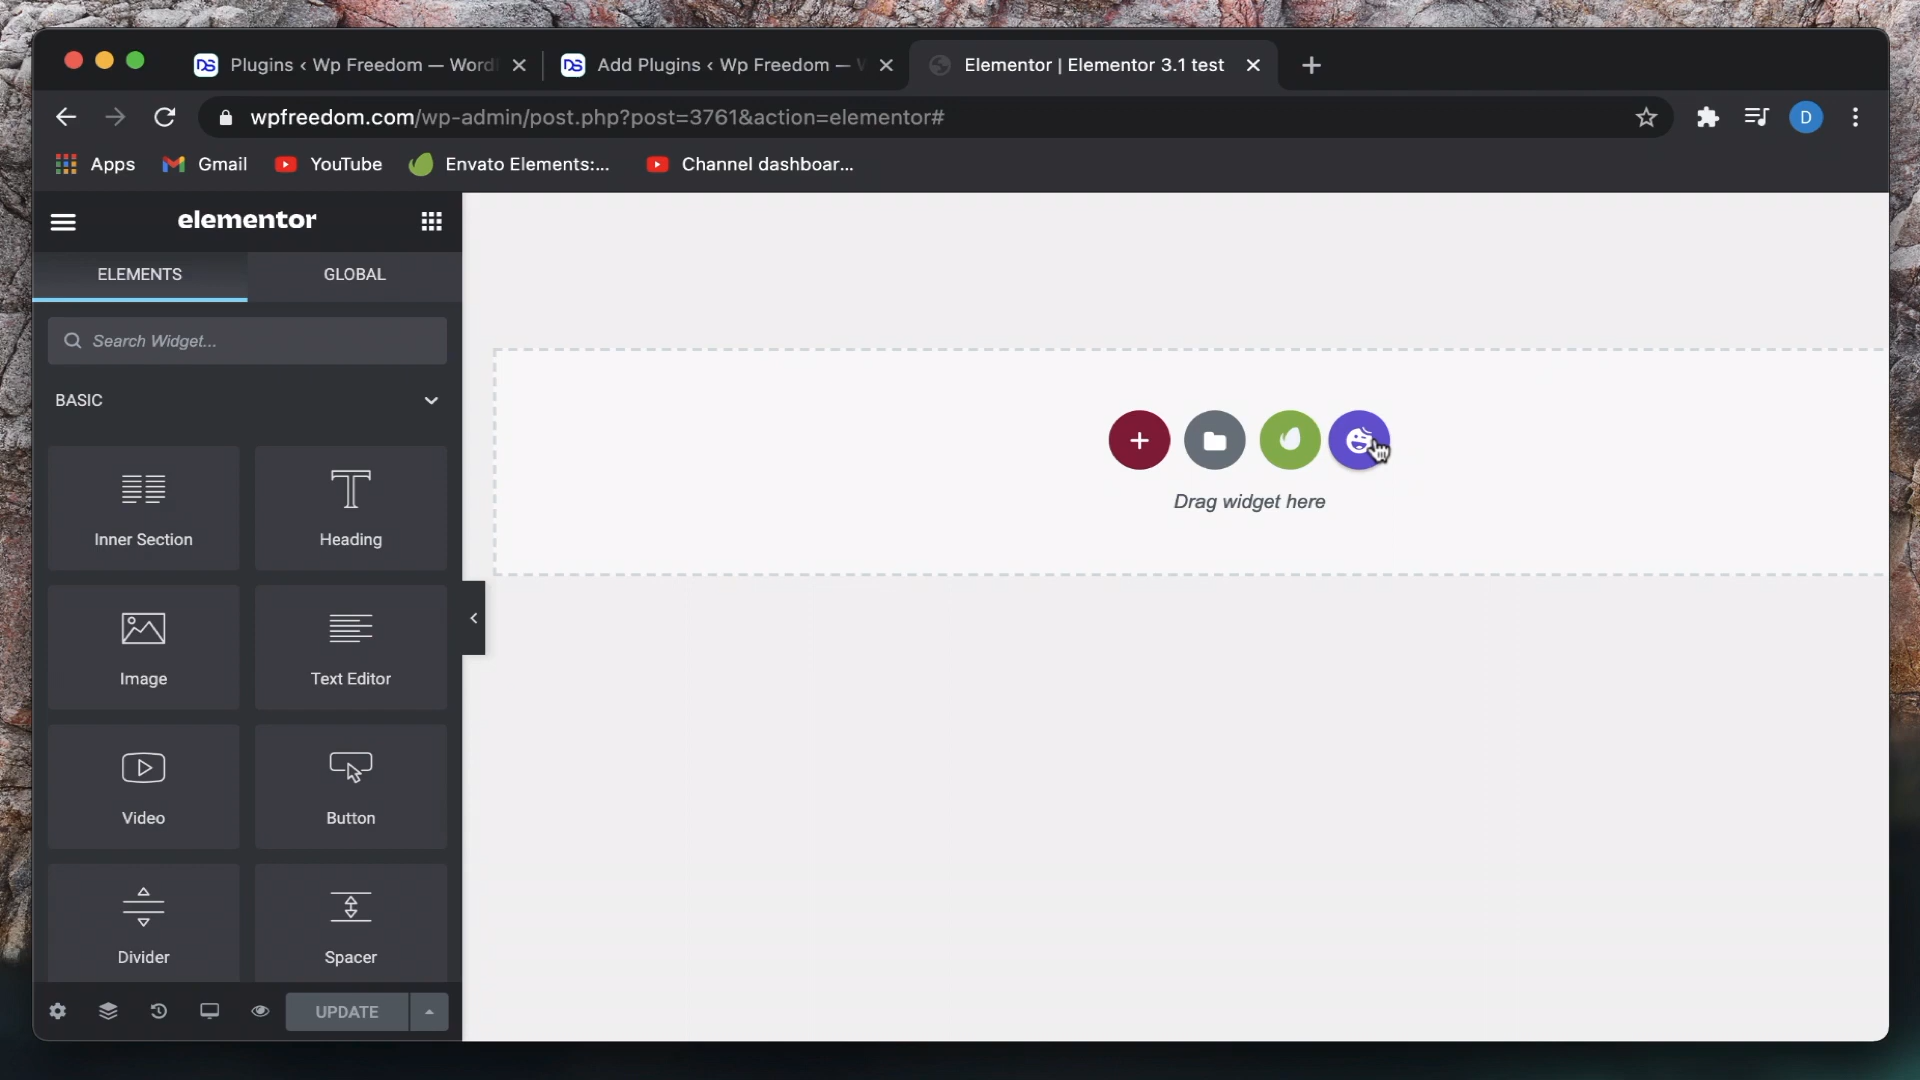 Plugins ‹ Wp Freedom — Word
Add Plugins ‹ Wp Freedom —
Elementor | Elementor 3.1 test
wpfreedom.com/wp-admin/post.php?post=3761&action=elementor#
D
Apps
Gmail
YouTube
Envato Elements:...
Channel dashboar...
elementor
ELEMENTS
GLOBAL
Search Widget...
BASIC
Inner Section
Heading
Image
Text Editor
Video
Button
Divider
Spacer
UPDATE
Drag widget here